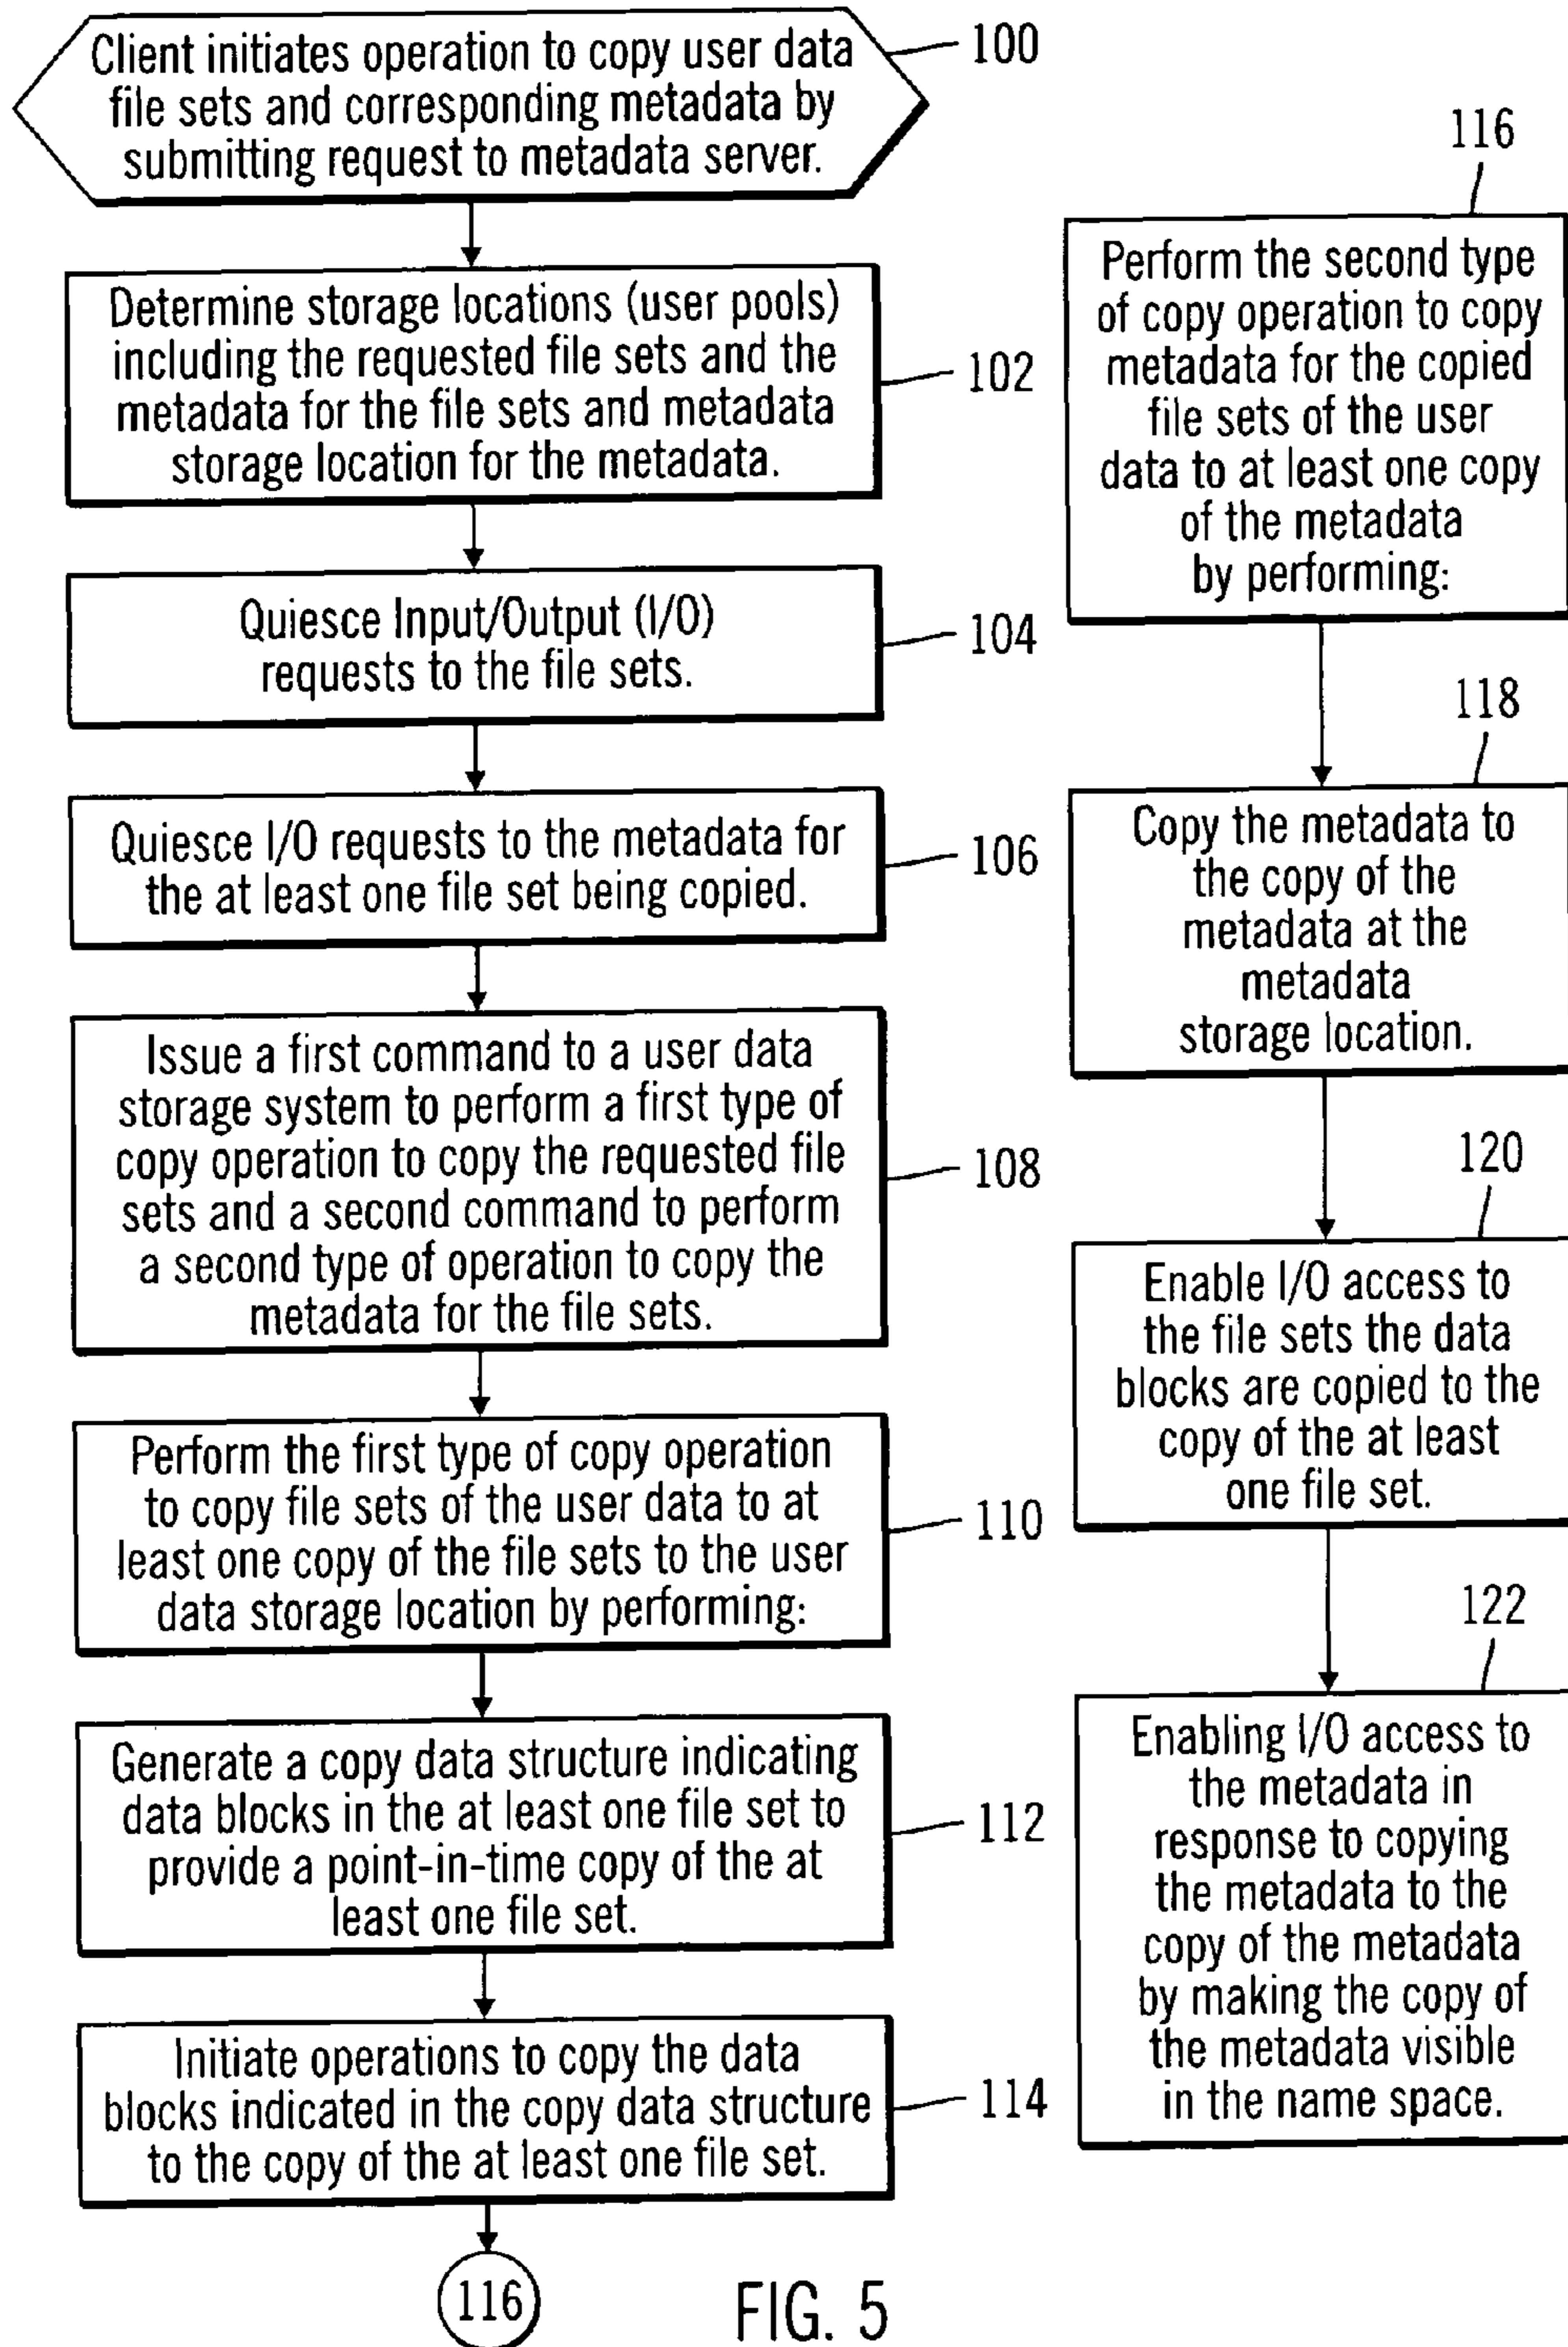 Client initiates operation to copy user data
file sets and corresponding metadata by
submitting request to metadata server.
100
Determine storage locations (user pools)
including the requested file sets and the
metadata for the file sets and metadata
storage location for the metadata.
102
Quiesce Input/Output (I/O)
requests to the file sets.
104
Quiesce I/O requests to the metadata for
the at least one file set being copied.
106
Issue a first command to a user data
storage system to perform a first type of
copy operation to copy the requested file
sets and a second command to perform
a second type of operation to copy the
metadata for the file sets.
108
Perform the first type of copy operation
to copy file sets of the user data to at
least one copy of the file sets to the user
data storage location by performing:
110
Generate a copy data structure indicating
data blocks in the at least one file set to
provide a point-in-time copy of the at
least one file set.
112
Initiate operations to copy the data
blocks indicated in the copy data structure
to the copy of the at least one file set.
114
116
116
Perform the second type
of copy operation to copy
metadata for the copied
file sets of the user
data to at least one copy
of the metadata
by performing:
118
Copy the metadata to
the copy of the
metadata at the
metadata
storage location.
120
Enable I/O access to
the file sets the data
blocks are copied to the
copy of the at least
one file set.
122
Enabling I/O access to
the metadata in
response to copying
the metadata to the
copy of the metadata
by making the copy of
the metadata visible
in the name space.
FIG. 5